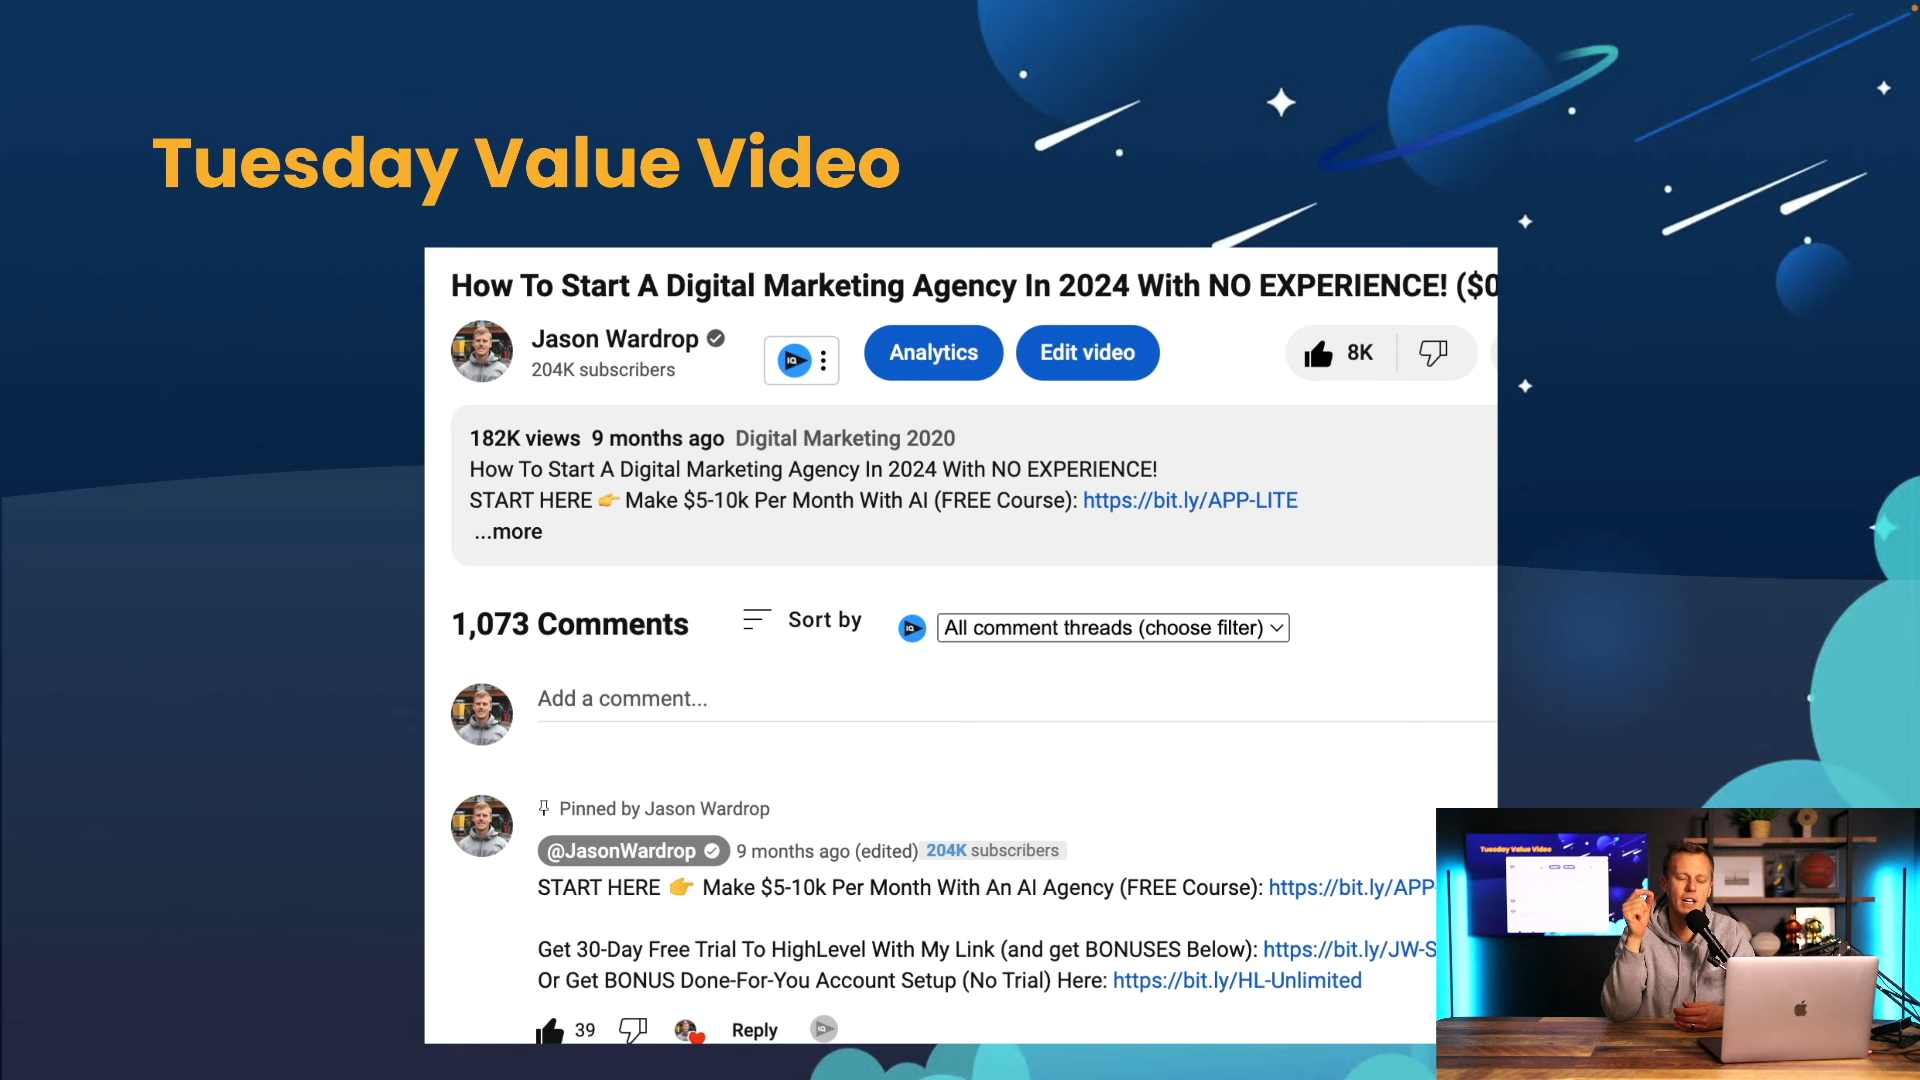 Tuesday Value Video
How To Start A Digital Marketing Agency In 2024 With NO EXPERIENCE! ($0
Jason Wardrop
204K subscribers
IQ
Analytics
Edit video
8K
182K views 9 months ago Digital Marketing 2020
How To Start A Digital Marketing Agency In 2024 With NO EXPERIENCE!
START HERE 👉 Make $5-10k Per Month With AI (FREE Course): https://bit.ly/APP-LITE
...more
1,073 Comments
Sort by
IQ
All comment threads (choose filter)
Add a comment...
Pinned by Jason Wardrop
@JasonWardrop
9 months ago (edited) 204K subscribers
START HERE 👉 Make $5-10k Per Month With An AI Agency (FREE Course): https://bit.ly/APP-
Get 30-Day Free Trial To HighLevel With My Link (and get BONUSES Below): https://bit.ly/JW-S
Or Get BONUS Done-For-You Account Setup (No Trial) Here: https://bit.ly/HL-Unlimited
39
Reply
IQ
Tuesday Value Video